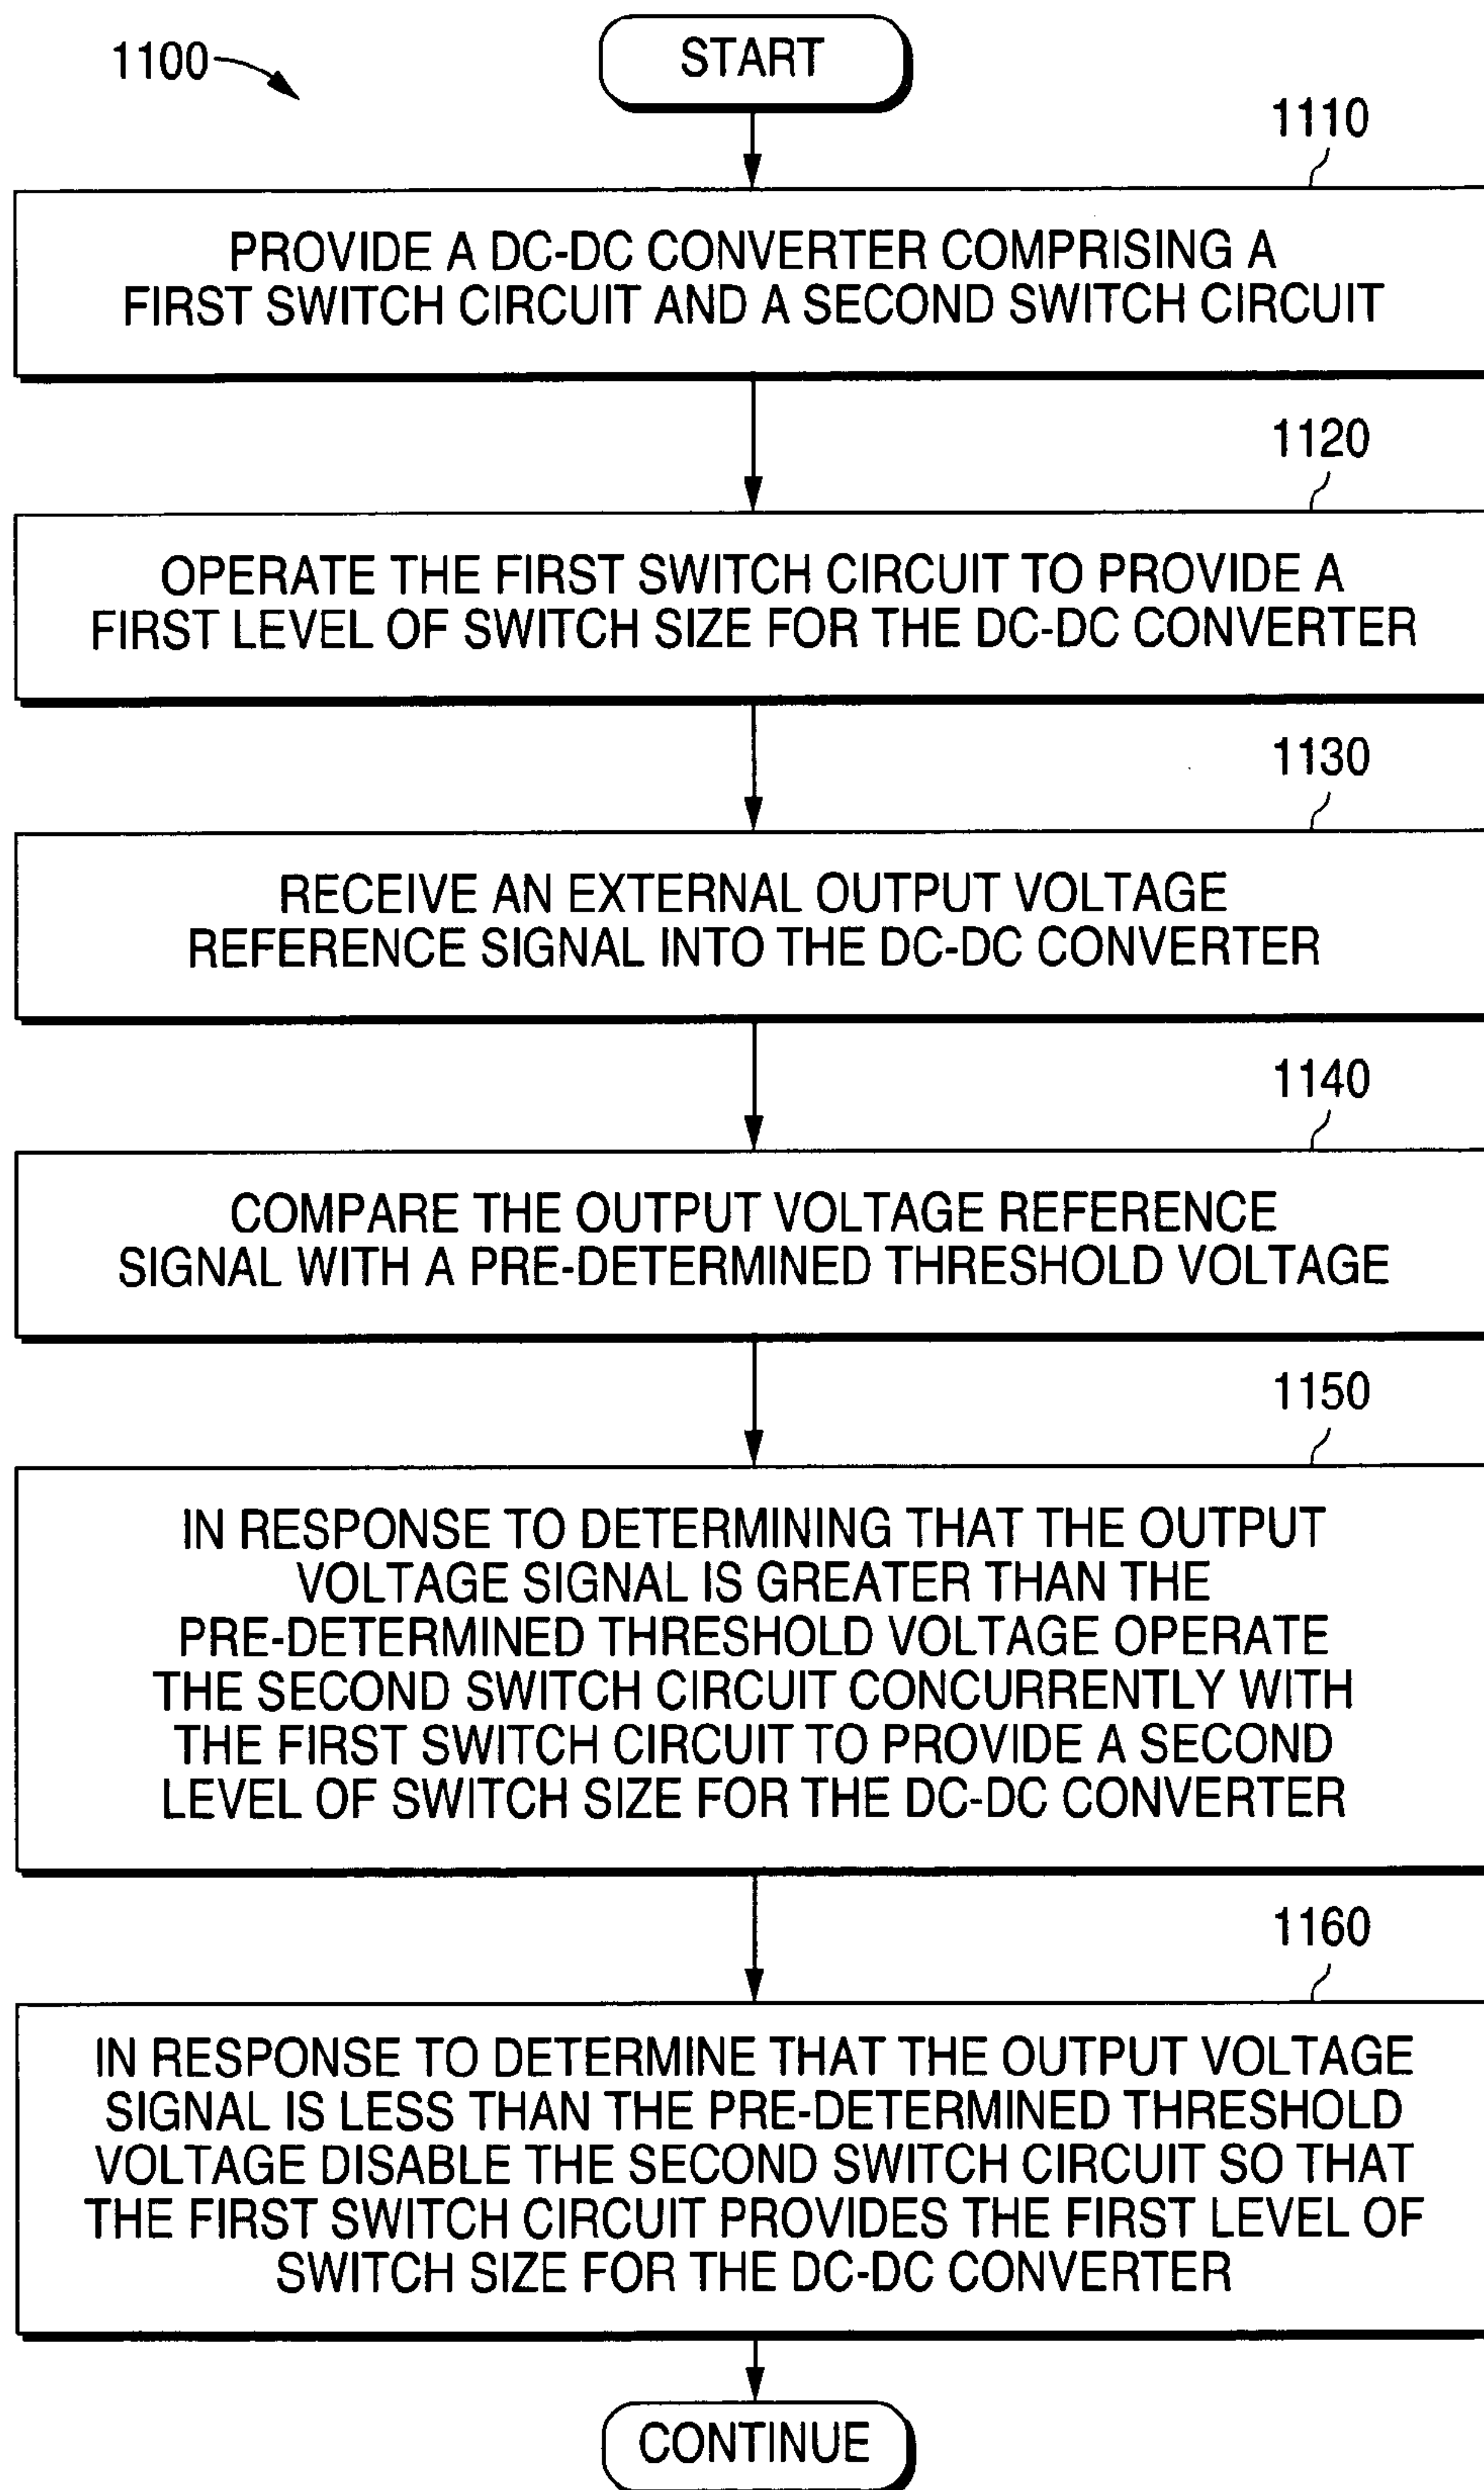 1100
START
1110
PROVIDE A DC-DC CONVERTER COMPRISING A
FIRST SWITCH CIRCUIT AND A SECOND SWITCH CIRCUIT
1120
OPERATE THE FIRST SWITCH CIRCUIT TO PROVIDE A
FIRST LEVEL OF SWITCH SIZE FOR THE DC-DC CONVERTER
1130
RECEIVE AN EXTERNAL OUTPUT VOLTAGE
REFERENCE SIGNAL INTO THE DC-DC CONVERTER
1140
COMPARE THE OUTPUT VOLTAGE REFERENCE
SIGNAL WITH A PRE-DETERMINED THRESHOLD VOLTAGE
1150
IN RESPONSE TO DETERMINING THAT THE OUTPUT
VOLTAGE SIGNAL IS GREATER THAN THE
PRE-DETERMINED THRESHOLD VOLTAGE OPERATE
THE SECOND SWITCH CIRCUIT CONCURRENTLY WITH
THE FIRST SWITCH CIRCUIT TO PROVIDE A SECOND
LEVEL OF SWITCH SIZE FOR THE DC-DC CONVERTER
1160
IN RESPONSE TO DETERMINE THAT THE OUTPUT VOLTAGE
SIGNAL IS LESS THAN THE PRE-DETERMINED THRESHOLD
VOLTAGE DISABLE THE SECOND SWITCH CIRCUIT SO THAT
THE FIRST SWITCH CIRCUIT PROVIDES THE FIRST LEVEL OF
SWITCH SIZE FOR THE DC-DC CONVERTER
CONTINUE